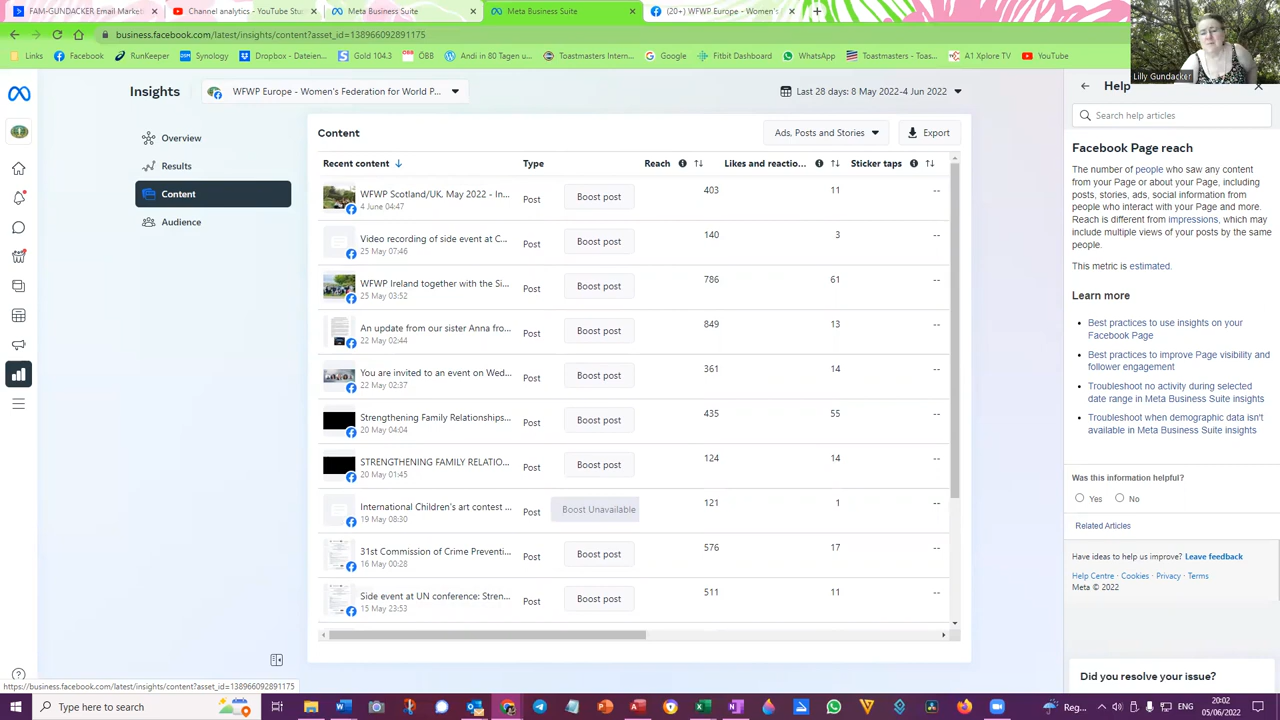 FAM-GUNDACKER Email Market
Channel analytics - YouTube Stu
Meta Business Suite
Meta Business Suite
(20+) WFWP Europe - Women's
business.facebook.com/latest/insights/content?asset_id=138966092891175
Links
Facebook
RunKeeper
Synology
Dropbox - Dateien...
Gold 104.3
ÖBB
Andi in 80 Tagen u...
Toastmasters Intern...
Google
Fitbit Dashboard
WhatsApp
Toastmasters - Toas...
A1 Xplore TV
YouTube
Lilly Gundacker
Insights
WFWP Europe - Women's Federation for World P...
Last 28 days: 8 May 2022-4 Jun 2022
Overview
Results
Content
Audience
Content
Ads, Posts and Stories
Export
Recent content
Type
Reach
Likes and reactio...
Sticker taps
WFWP Scotland/UK, May 2022 - In...
4 June 04:47
Post
Boost post
403
11
--
Video recording of side event at C...
25 May 07:46
Post
Boost post
140
3
--
WFWP Ireland together with the Si...
25 May 03:52
Post
Boost post
786
61
--
An update from our sister Anna fro...
22 May 02:44
Post
Boost post
849
13
--
You are invited to an event on Wed...
22 May 02:37
Post
Boost post
361
14
--
Strengthening Family Relationships...
20 May 04:04
Post
Boost post
435
55
--
STRENGTHENING FAMILY RELATIO...
20 May 01:45
Post
Boost post
124
14
--
International Children's art contest ...
19 May 08:30
Post
Boost Unavailable
121
1
--
31st Commission of Crime Preventi...
16 May 00:28
Post
Boost post
576
17
--
Side event at UN conference: Stren...
15 May 23:53
Post
Boost post
511
11
--
Help
Search help articles
Facebook Page reach
The number of people who saw any content
from your Page or about your Page, including
posts, stories, ads, social information from
people who interact with your Page and more.
Reach is different from impressions, which may
include multiple views of your posts by the same
people.
This metric is estimated.
Learn more
Best practices to use insights on your
Facebook Page
Best practices to improve Page visibility and
follower engagement
Troubleshoot no activity during selected
date range in Meta Business Suite insights
Troubleshoot when demographic data isn't
available in Meta Business Suite insights
Was this information helpful?
Yes
No
Related Articles
Have ideas to help us improve? Leave feedback
Help Centre · Cookies · Privacy · Terms
Meta © 2022
Did you resolve your issue?
https://business.facebook.com/latest/insights/content?asset_id=138966092891175
Type here to search
Reg...
20:02
05/06/2022